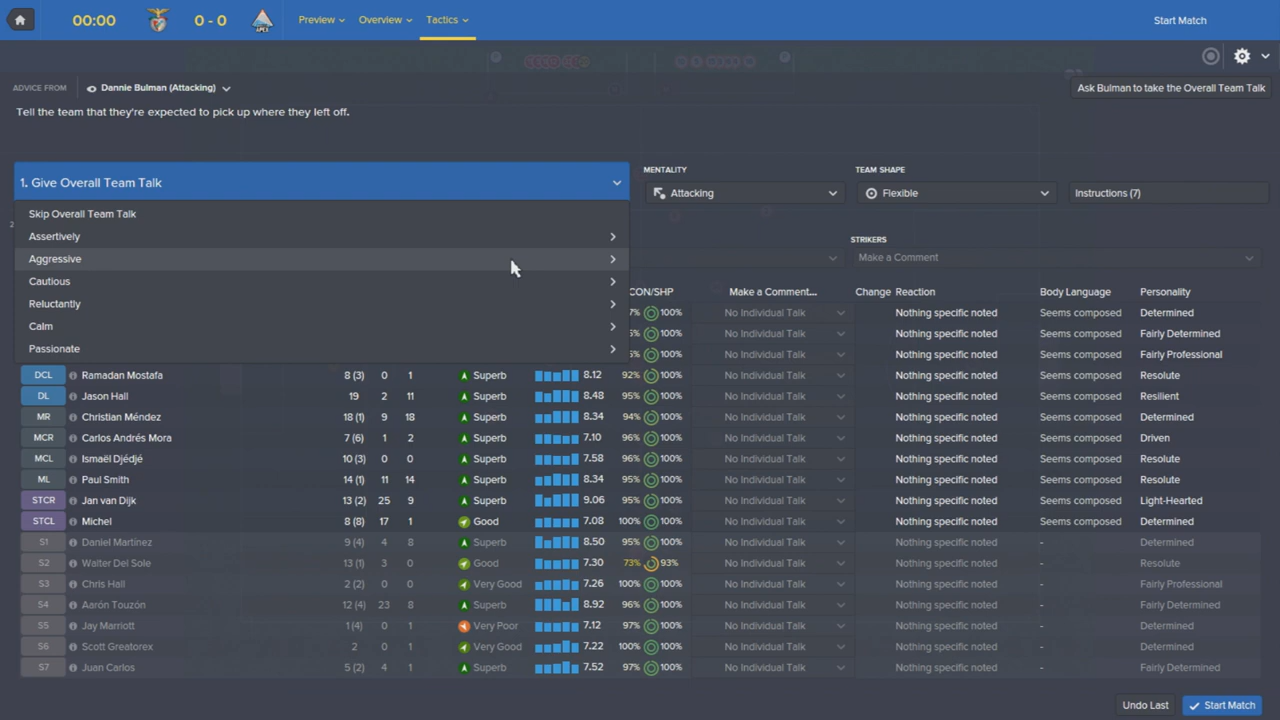 00:00 0 - 0 APEX Preview Overview Tactics Start Match
ADVICE FROM Dannie Bulman (Attacking) Ask Bulman to take the Overall Team Talk
Tell the team that they're expected to pick up where they left off.
MENTALITY TEAM SHAPE
1. Give Overall Team Talk Attacking Flexible Instructions (7)
Skip Overall Team Talk
Assertively STRIKERS
Aggressive Make a Comment
Cautious
CON/SHP Make a Comment... Change Reaction Body Language Personality
Reluctantly 7% 100% No Individual Talk Nothing specific noted Seems composed Determined
Calm 5% 100% No Individual Talk Nothing specific noted Seems composed Fairly Determined
Passionate 5% 100% No Individual Talk Nothing specific noted Seems composed Fairly Professional
DCL Ramadan Mostafa 8 (3) 0 1 Superb 8.12 92% 100% No Individual Talk Nothing specific noted Seems composed Resolute
DL Jason Hall 19 2 11 Superb 8.48 95% 100% No Individual Talk Nothing specific noted Seems composed Resilient
MR Christian Méndez 18 (1) 9 18 Superb 8.34 94% 100% No Individual Talk Nothing specific noted Seems composed Determined
MCR Carlos Andrés Mora 7 (6) 1 2 Superb 7.10 96% 100% No Individual Talk Nothing specific noted Seems composed Driven
MCL Ismaël Djédjé 10 (3) 0 0 Superb 7.58 96% 100% No Individual Talk Nothing specific noted Seems composed Resolute
ML Paul Smith 14 (1) 11 14 Superb 8.34 95% 100% No Individual Talk Nothing specific noted Seems composed Resolute
STCR Jan van Dijk 13 (2) 25 9 Superb 9.06 95% 100% No Individual Talk Nothing specific noted Seems composed Light-Hearted
STCL Michel 8 (8) 17 1 Good 7.08 100% 100% No Individual Talk Nothing specific noted Seems composed Determined
S1 Daniel Martínez 9 (4) 4 8 Superb 8.50 95% 100% No Individual Talk Nothing specific noted - Determined
S2 Walter Del Sole 13 (1) 3 0 Good 7.30 73% 93% No Individual Talk Nothing specific noted - Resolute
S3 Chris Hall 2 (2) 0 0 Very Good 7.26 100% 100% No Individual Talk Nothing specific noted - Fairly Professional
S4 Aarón Touzón 12 (4) 23 8 Superb 8.92 96% 100% No Individual Talk Nothing specific noted - Fairly Determined
S5 Jay Marriott 1 (4) 0 1 Very Poor 7.12 97% 100% No Individual Talk Nothing specific noted - Determined
S6 Scott Greatorex 2 0 1 Very Good 7.22 100% 100% No Individual Talk Nothing specific noted - Determined
S7 Juan Carlos 5 (2) 4 1 Superb 7.52 97% 100% No Individual Talk Nothing specific noted - Fairly Determined
Undo Last Start Match